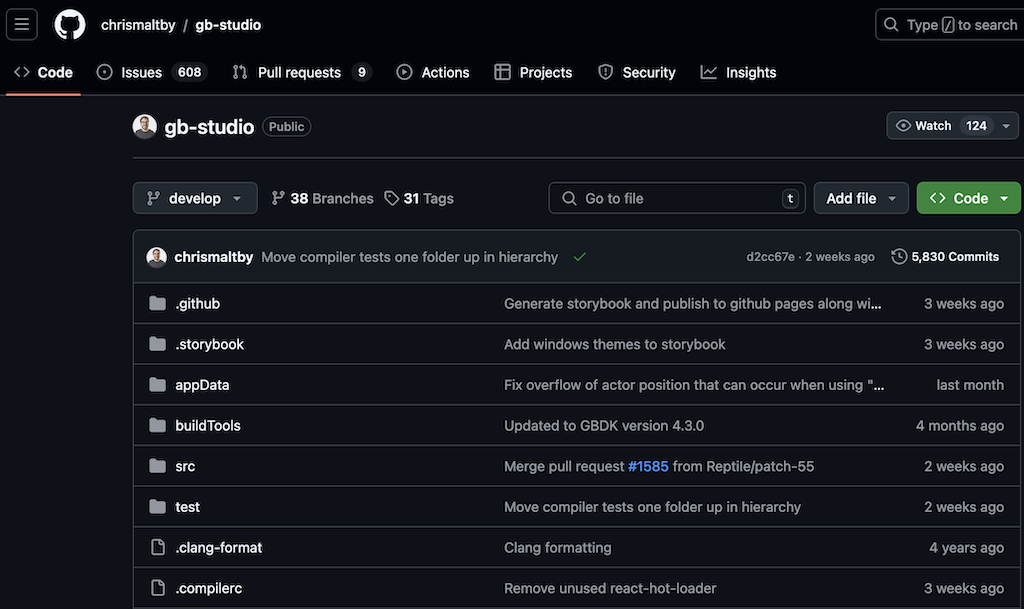 chrismaltby / gb-studio
Type / to search
Code
Issues 608
Pull requests 9
Actions
Projects
Security
Insights
gb-studio Public
Watch 124
develop
38 Branches
31 Tags
Go to file t
Add file
Code
chrismaltby Move compiler tests one folder up in hierarchy d2cc67e · 2 weeks ago 5,830 Commits
.github Generate storybook and publish to github pages along wi... 3 weeks ago
.storybook Add windows themes to storybook 3 weeks ago
appData Fix overflow of actor position that can occur when using "... last month
buildTools Updated to GBDK version 4.3.0 4 months ago
src Merge pull request #1585 from Reptile/patch-55 2 weeks ago
test Move compiler tests one folder up in hierarchy 2 weeks ago
.clang-format Clang formatting 4 years ago
.compilerc Remove unused react-hot-loader 3 weeks ago